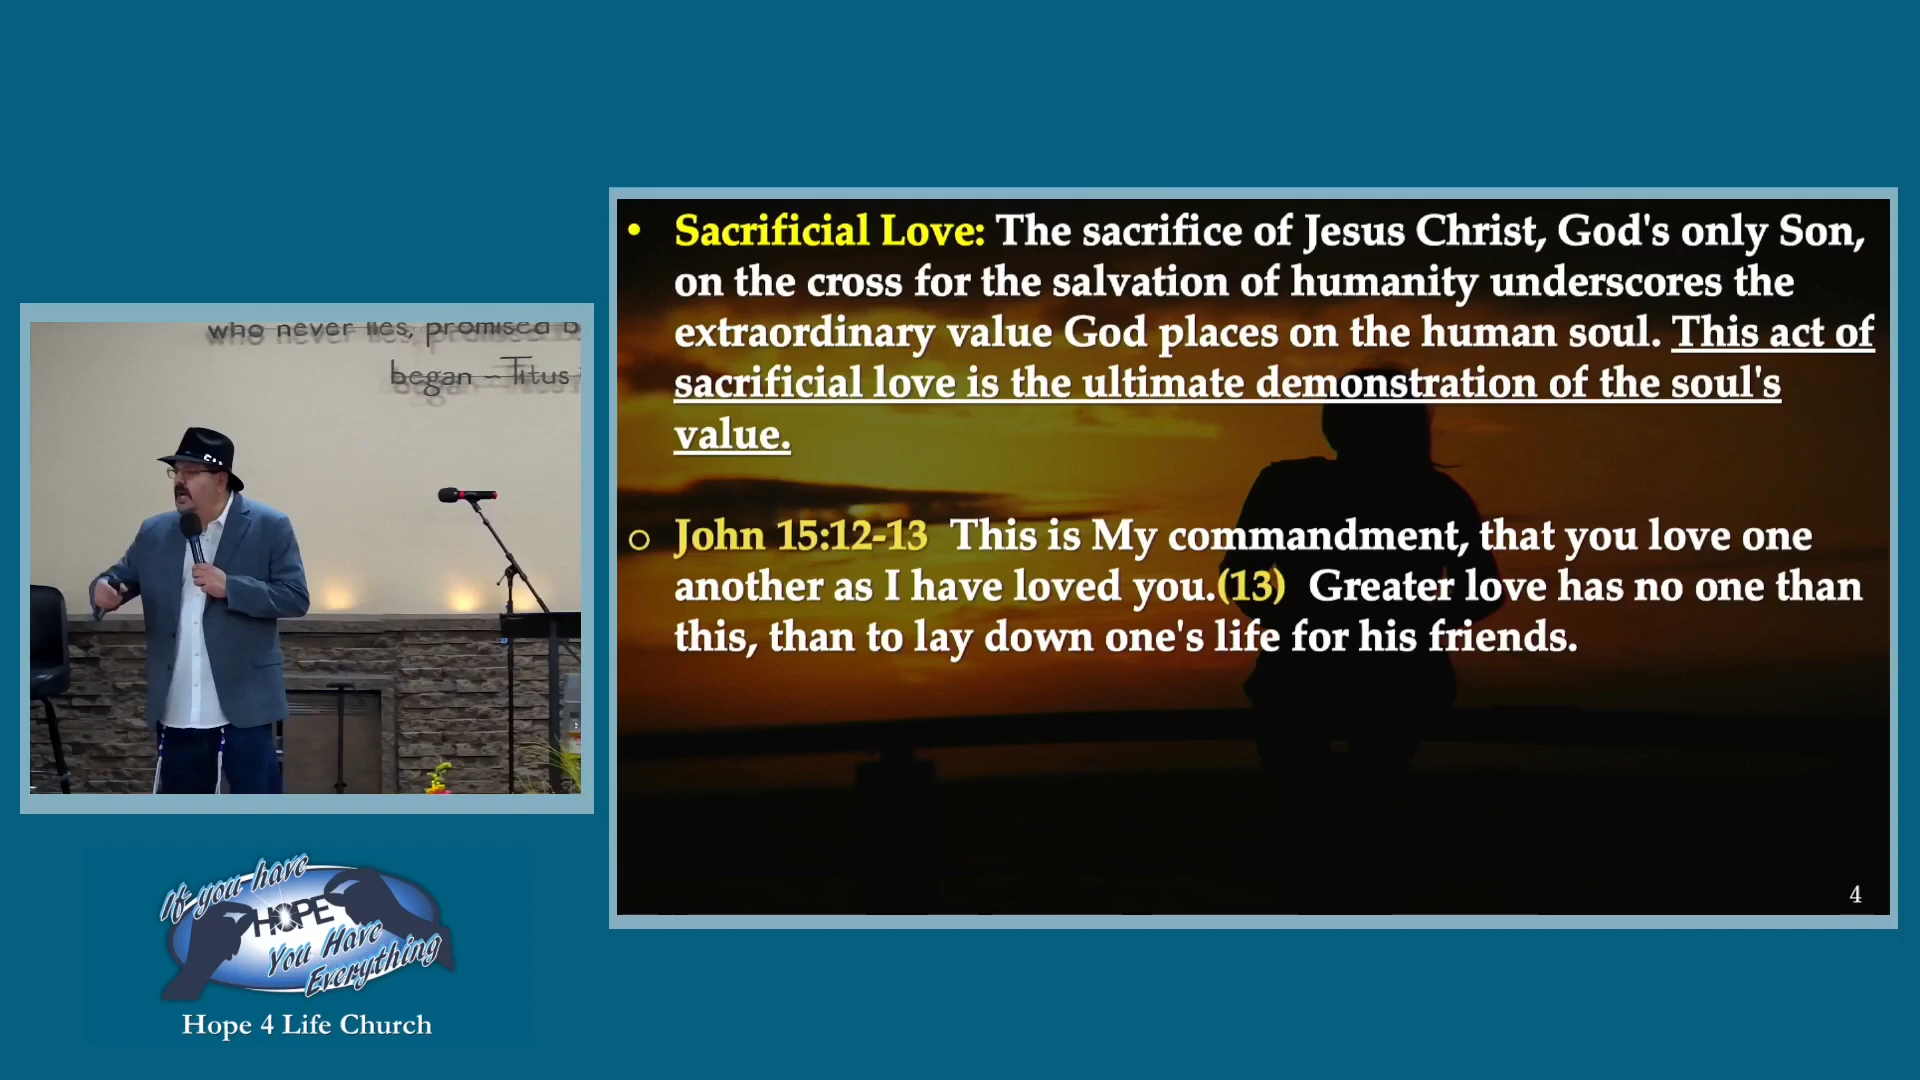 who never lies, promised
began ~ Titus
If you have
HOPE
You Have
Everything
Hope 4 Life Church
• Sacrificial Love: The sacrifice of Jesus Christ, God's only Son,
on the cross for the salvation of humanity underscores the
extraordinary value God places on the human soul. This act of
sacrificial love is the ultimate demonstration of the soul's
value.
o John 15:12-13 This is My commandment, that you love one
another as I have loved you.(13) Greater love has no one than
this, than to lay down one's life for his friends.
4